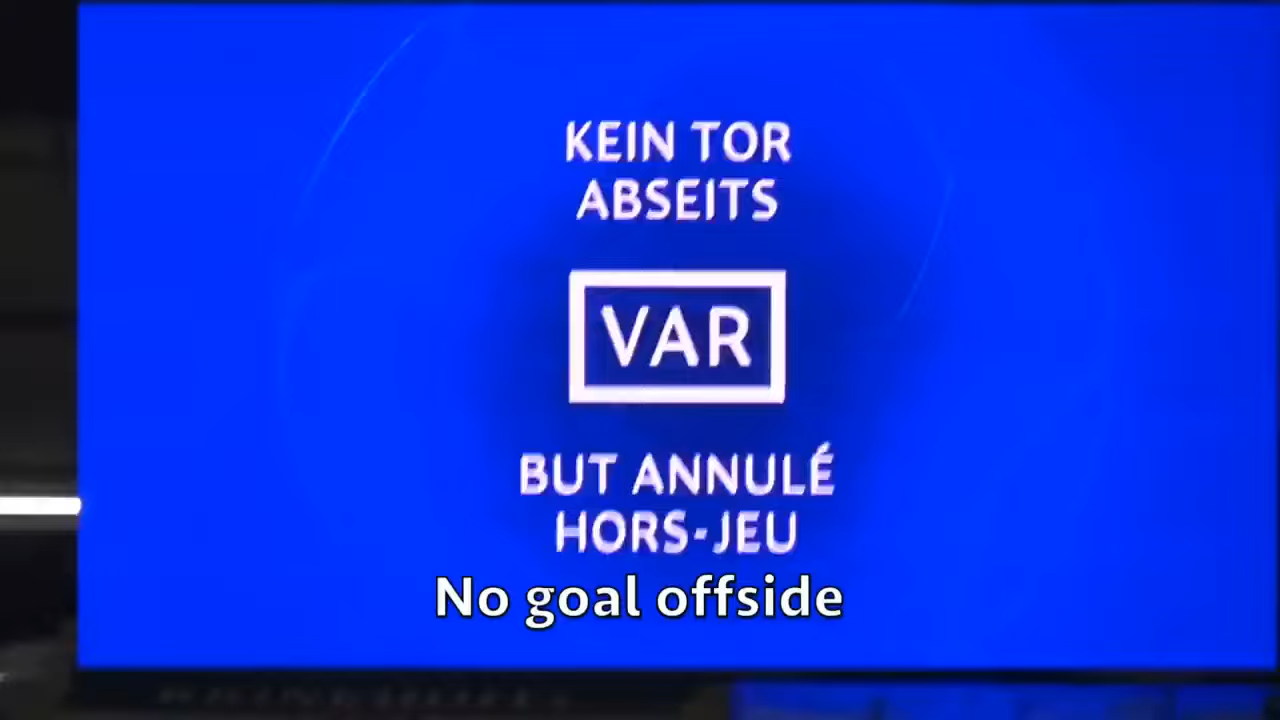 KEIN TOR
ABSEITS
VAR
BUT ANNULÉ
HORS-JEU
No goal offside